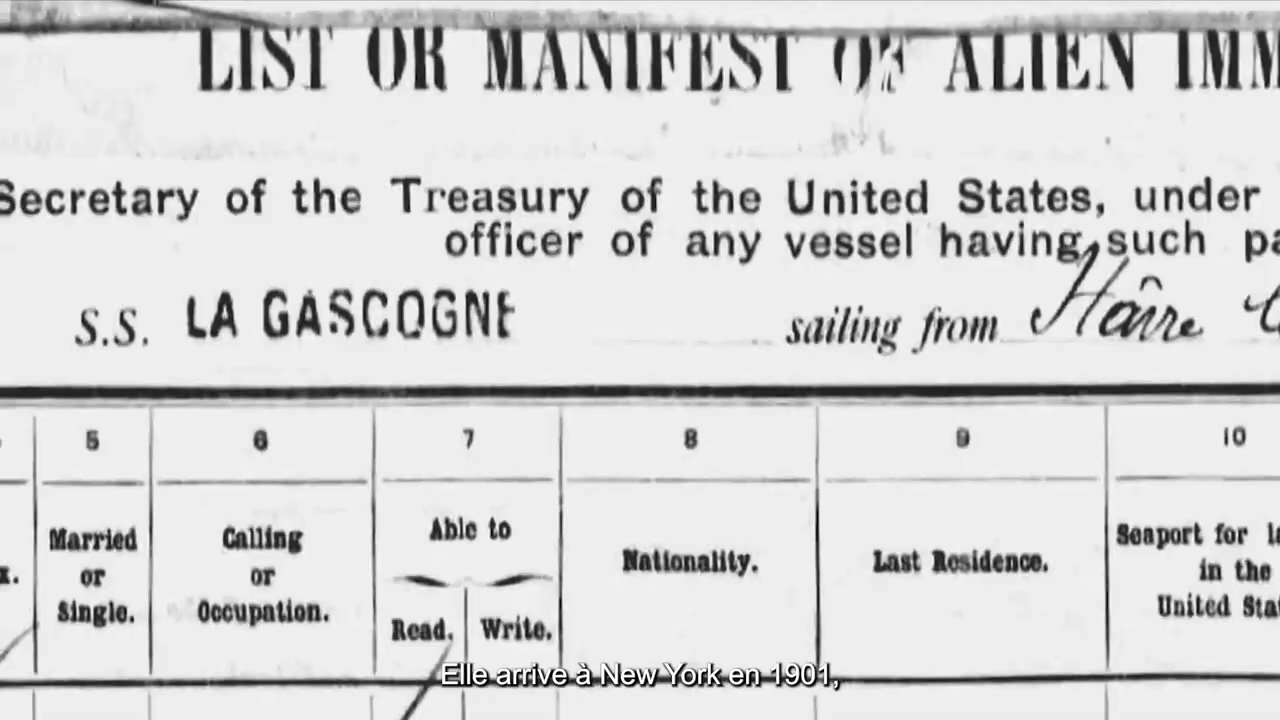 LIST OR MANIFEST OF ALIEN IMM
Secretary of the Treasury of the United States, under
officer of any vessel having such pa
S.S. LA GASCOGNE sailing from Hâvre
5 6 7 8 9 10
Married or Single.
Calling or Occupation.
Able to
Read. Write.
Nationality.
Last Residence.
Seaport for la
in the
United Sta
x.
Elle arrive à New York en 1901,